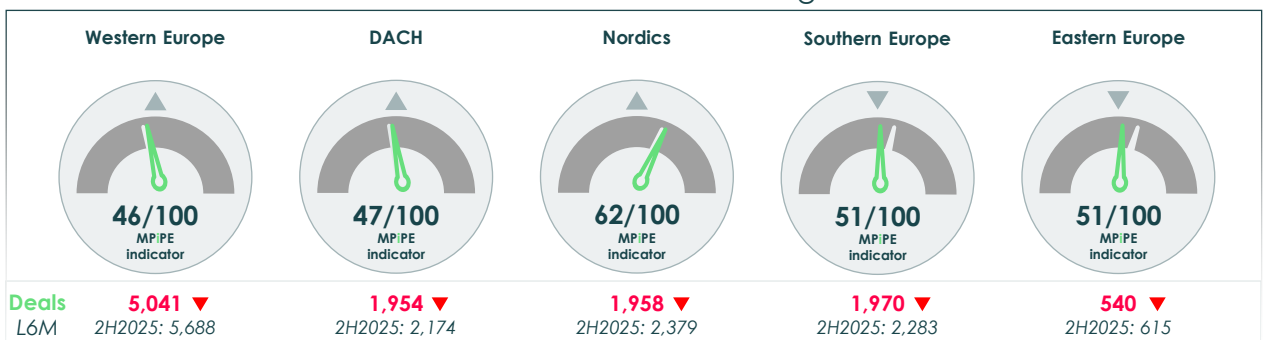 Western Europe DACH Nordics Southern Europe Eastern Europe
46/100 47/100 62/100 51/100 51/100
MPiPE MPiPE MPiPE MPiPE MPiPE
indicator indicator indicator indicator indicator
Deals 5,041 1,954 1,958 1,970 540
L6M 2H2025: 5,688 2H2025: 2,174 2H2025: 2,379 2H2025: 2,283 2H2025: 615